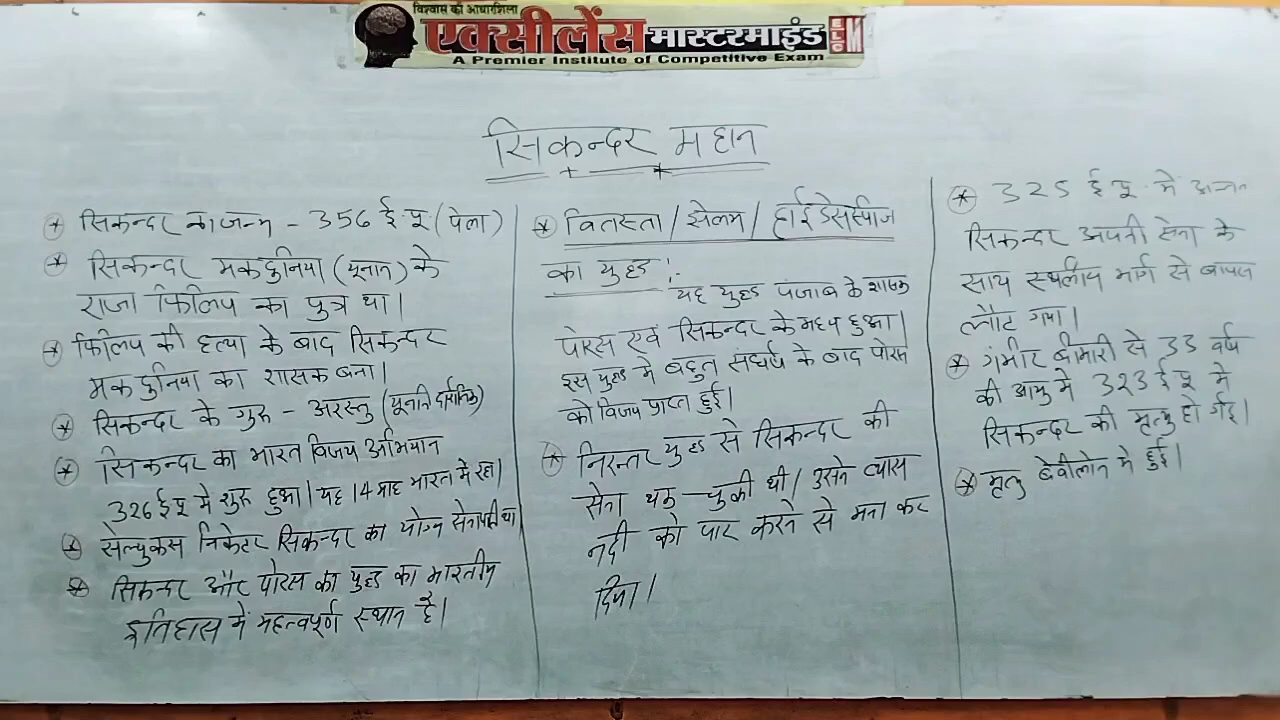 विश्वास की आधारशिला
एक्सीलेंस मास्टरमाइंड
A Premier Institute of Competitive Exam
सिकन्दर महान
सिकन्दर का जन्म - 356 ई.पू (पेला)
सिकन्दर मकदुनिया (यूनान) के
राजा फिलिप का पुत्र था।
फिलिप की हत्या के बाद सिकन्दर
मकदुनिया का शासक बना।
सिकन्दर के गुरु - अरस्तु (यूनानी दार्शनिक)
सिकन्दर का भारत विजय अभियान
326 ई पू मे शुरू हुआ। यह 14 माह भारत मे रहा।
सेल्युकस निकेटर सिकन्दर का योग्य सेनापति था
सिकन्दर और पोरस का युद्ध का भारतीय
इतिहास में महत्वपूर्ण स्थान है।
वितस्ता / झेलम / हाईडेसस्पीज
का युद्ध :-
यह युद्ध पंजाब के शासक
पोरस एवं सिकन्दर के मध्य हुआ।
इस युद्ध मे बहुत संघर्ष के बाद पोरस
को विजय प्राप्त हुई।
निरन्तर युद्ध से सिकन्दर की
सेना थक चुकी थी। उसने व्यास
नदी को पार करने से मना कर
दिया।
325 ई पू मे
सिकन्दर अपनी सेना के
साथ स्थलीय मार्ग से वापस
लौट गया।
गंभीर बीमारी से 33 वर्ष
की आयु मे 323 ई पू मे
सिकन्दर की मृत्यु हो गई।
मृत्यु बेबीलोन मे हुई।